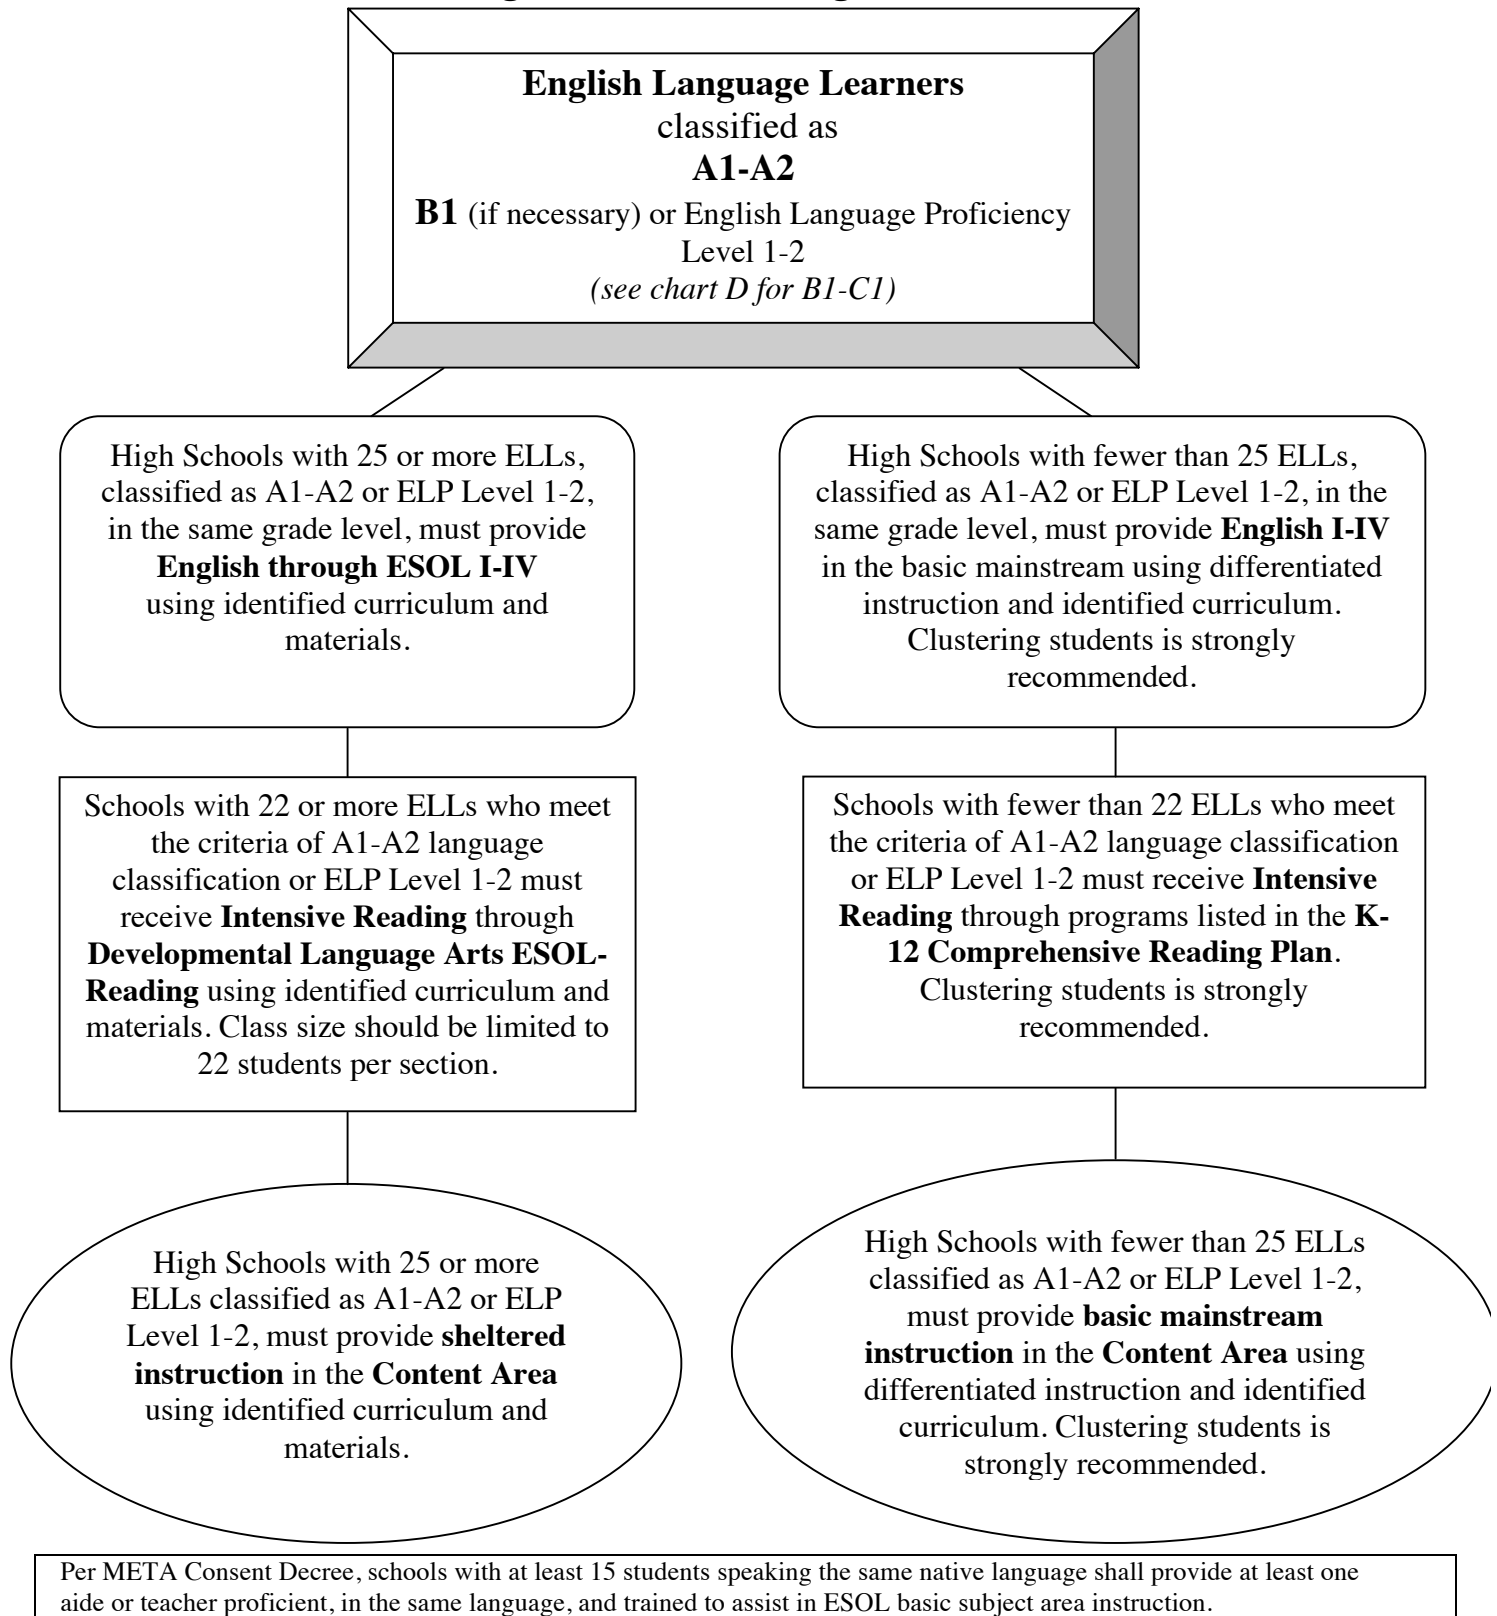 English Language Learners
classified as
A1-A2
B1 (if necessary) or English Language Proficiency
Level 1-2
(see chart D for B1-C1)
High Schools with 25 or more ELLs,
classified as A1-A2 or ELP Level 1-2,
in the same grade level, must provide
English through ESOL I-IV
using identified curriculum and
materials.
High Schools with fewer than 25 ELLs,
classified as A1-A2 or ELP Level 1-2, in the
same grade level, must provide English I-IV
in the basic mainstream using differentiated
instruction and identified curriculum.
Clustering students is strongly
recommended.
Schools with 22 or more ELLs who meet
the criteria of A1-A2 language
classification or ELP Level 1-2 must
receive Intensive Reading through
Developmental Language Arts ESOL-
Reading using identified curriculum and
materials. Class size should be limited to
22 students per section.
Schools with fewer than 22 ELLs who meet
the criteria of A1-A2 language classification
or ELP Level 1-2 must receive Intensive
Reading through programs listed in the K-
12 Comprehensive Reading Plan.
Clustering students is strongly
recommended.
High Schools with 25 or more
ELLs classified as A1-A2 or ELP
Level 1-2, must provide sheltered
instruction in the Content Area
using identified curriculum and
materials.
High Schools with fewer than 25 ELLs
classified as A1-A2 or ELP Level 1-2,
must provide basic mainstream
instruction in the Content Area using
differentiated instruction and identified
curriculum. Clustering students is
strongly recommended.
Per META Consent Decree, schools with at least 15 students speaking the same native language shall provide at least one
aide or teacher proficient, in the same language, and trained to assist in ESOL basic subject area instruction.